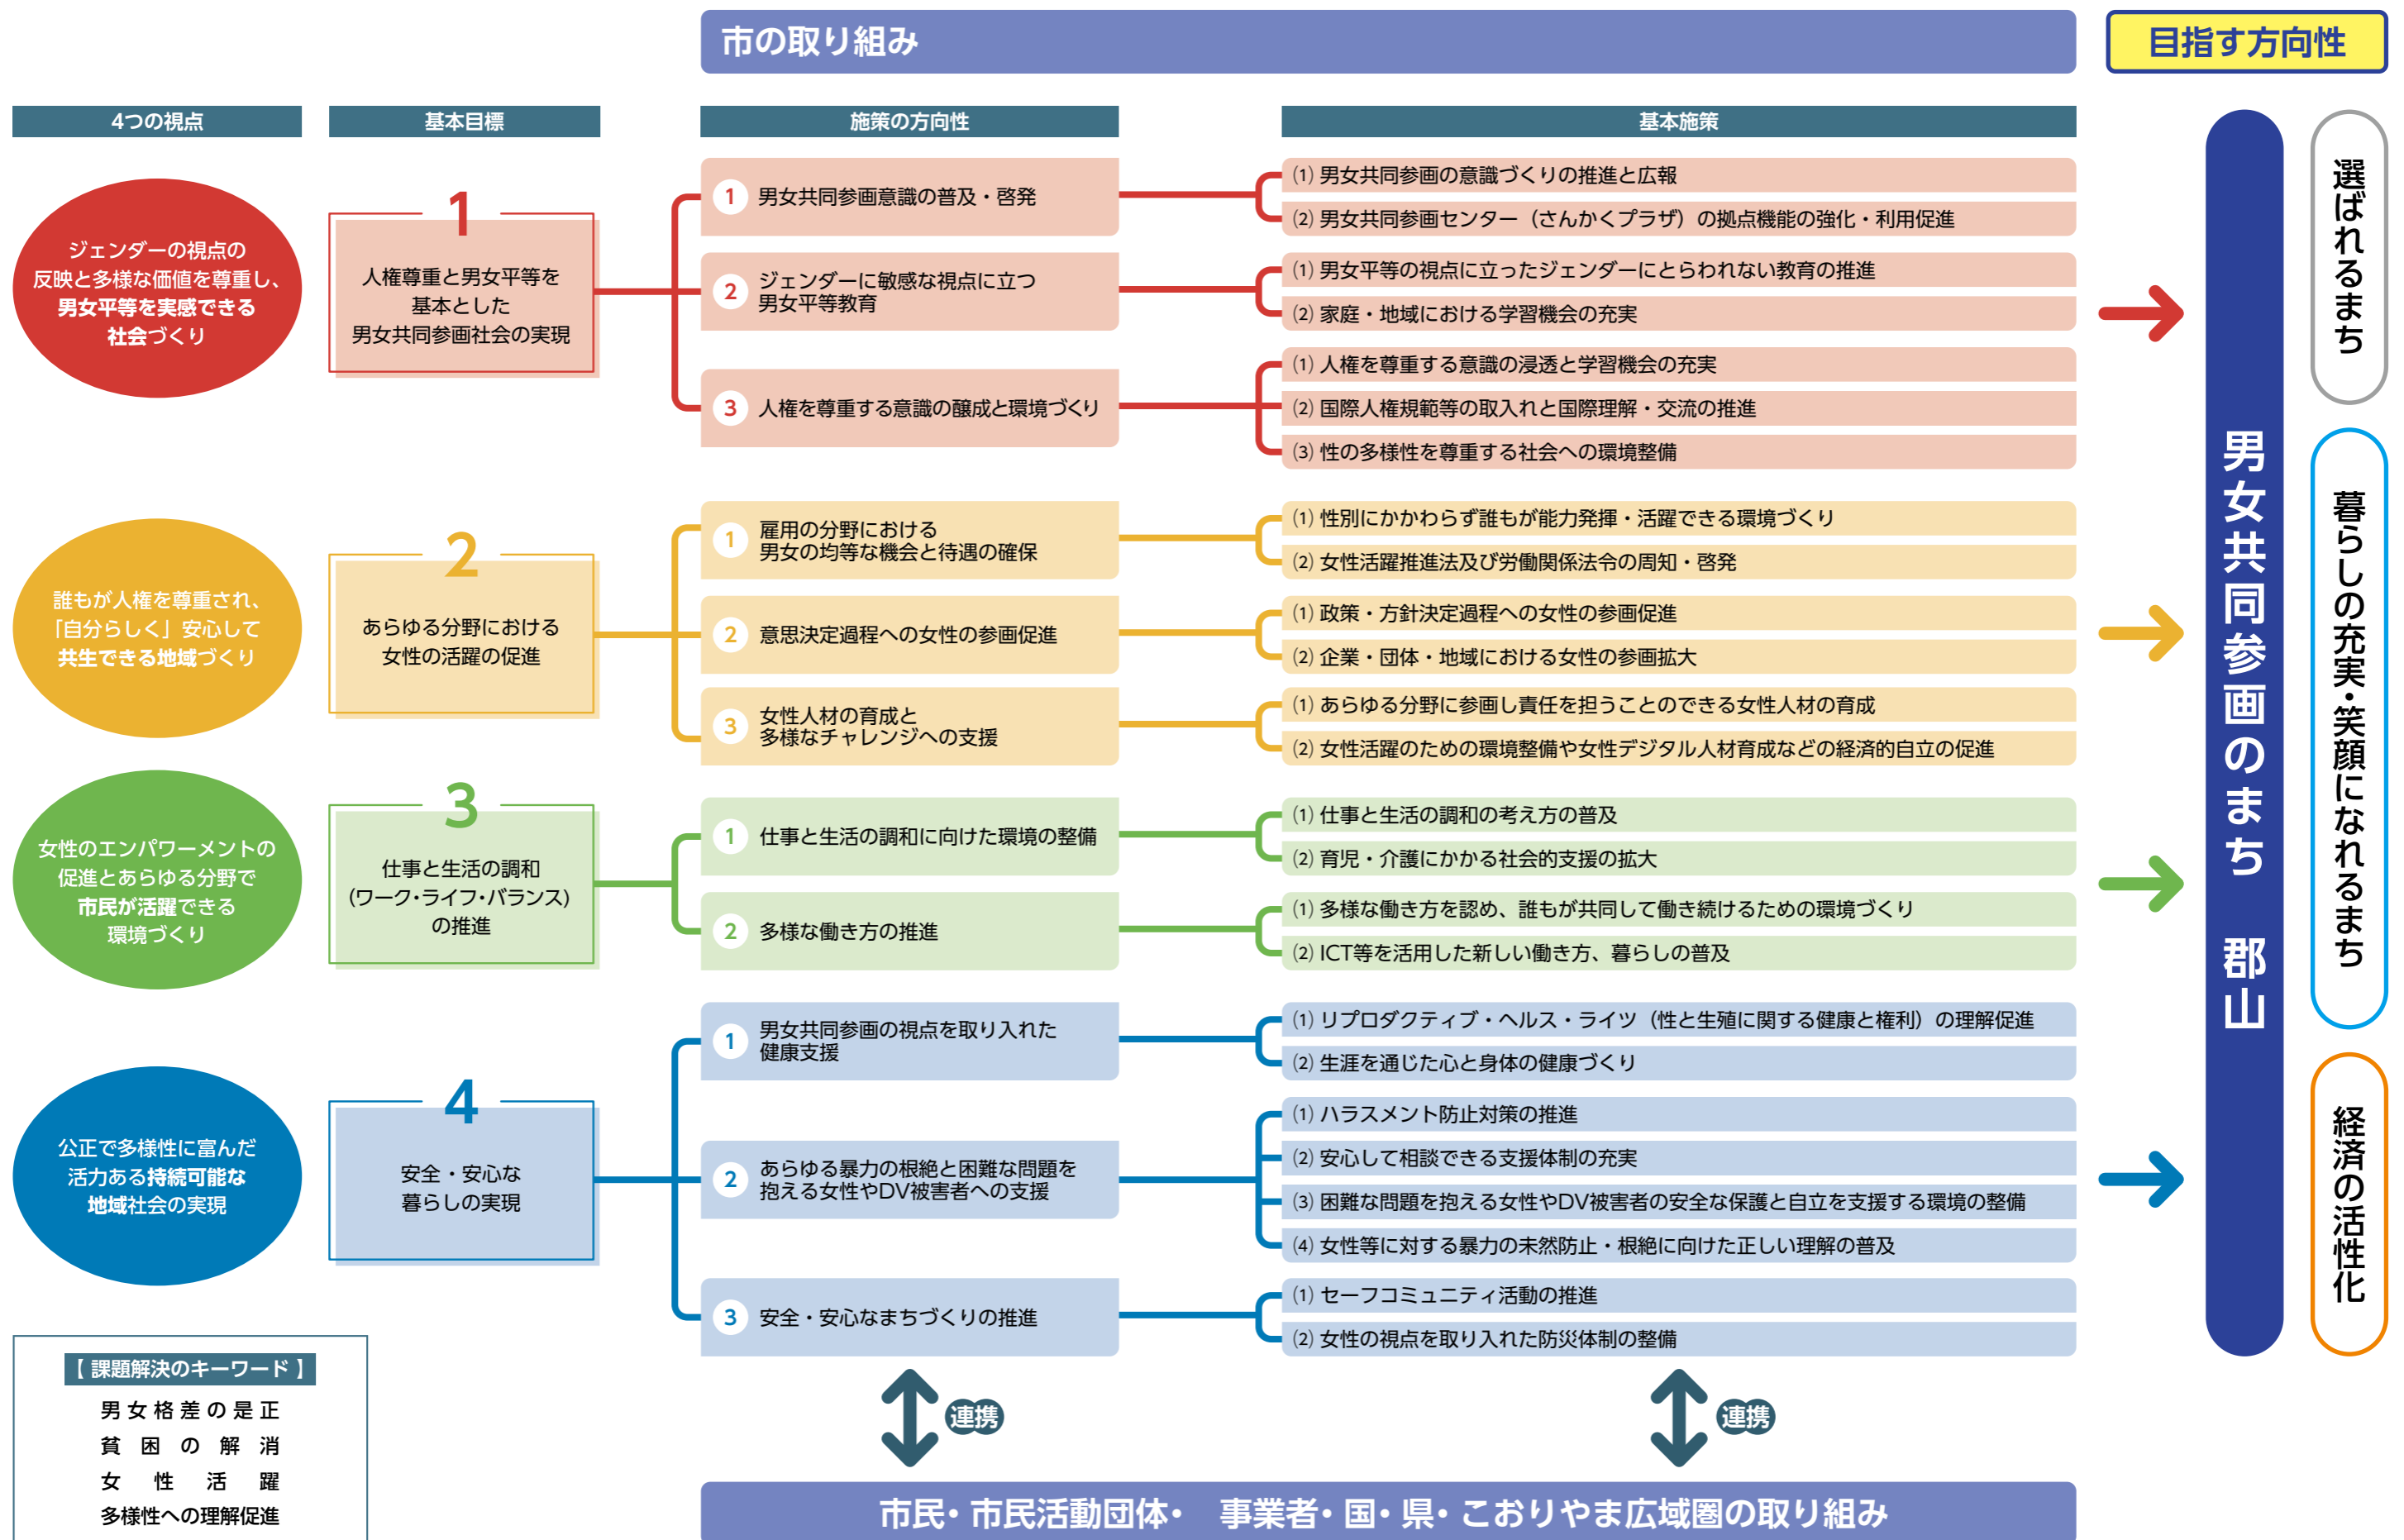 市の取り組み
目指す方向性
4つの視点
基本目標
施策の方向性
基本施策
ジェンダーの視点の
反映と多様な価値を尊重し、
男女平等を実感できる
社会づくり
1
人権尊重と男女平等を
基本とした
男女共同参画社会の実現
1 男女共同参画意識の普及・啓発
(1) 男女共同参画の意識づくりの推進と広報
(2) 男女共同参画センター（さんかくプラザ）の拠点機能の強化・利用促進
2 ジェンダーに敏感な視点に立つ
男女平等教育
(1) 男女平等の視点に立ったジェンダーにとらわれない教育の推進
(2) 家庭・地域における学習機会の充実
3 人権を尊重する意識の醸成と環境づくり
(1) 人権を尊重する意識の浸透と学習機会の充実
(2) 国際人権規範等の取入れと国際理解・交流の推進
(3) 性の多様性を尊重する社会への環境整備
誰もが人権を尊重され、
「自分らしく」安心して
共生できる地域づくり
2
あらゆる分野における
女性の活躍の促進
1 雇用の分野における
男女の均等な機会と待遇の確保
(1) 性別にかかわらず誰もが能力発揮・活躍できる環境づくり
(2) 女性活躍推進法及び労働関係法令の周知・啓発
2 意思決定過程への女性の参画促進
(1) 政策・方針決定過程への女性の参画促進
(2) 企業・団体・地域における女性の参画拡大
3 女性人材の育成と
多様なチャレンジへの支援
(1) あらゆる分野に参画し責任を担うことのできる女性人材の育成
(2) 女性活躍のための環境整備や女性デジタル人材育成などの経済的自立の促進
女性のエンパワーメントの
促進とあらゆる分野で
市民が活躍できる
環境づくり
3
仕事と生活の調和
(ワーク・ライフ・バランス)
の推進
1 仕事と生活の調和に向けた環境の整備
(1) 仕事と生活の調和の考え方の普及
(2) 育児・介護にかかる社会的支援の拡大
2 多様な働き方の推進
(1) 多様な働き方を認め、誰もが共同して働き続けるための環境づくり
(2) ICT等を活用した新しい働き方、暮らしの普及
公正で多様性に富んだ
活力ある持続可能な
地域社会の実現
4
安全・安心な
暮らしの実現
1 男女共同参画の視点を取り入れた
健康支援
(1) リプロダクティブ・ヘルス・ライツ（性と生殖に関する健康と権利）の理解促進
(2) 生涯を通じた心と身体の健康づくり
2 あらゆる暴力の根絶と困難な問題を
抱える女性やDV被害者への支援
(1) ハラスメント防止対策の推進
(2) 安心して相談できる支援体制の充実
(3) 困難な問題を抱える女性やDV被害者の安全な保護と自立を支援する環境の整備
(4) 女性等に対する暴力の未然防止・根絶に向けた正しい理解の普及
3 安全・安心なまちづくりの推進
(1) セーフコミュニティ活動の推進
(2) 女性の視点を取り入れた防災体制の整備
男女共同参画のまち 郡山
選ばれるまち
暮らしの充実・笑顔になれるまち
経済の活性化
【 課題解決のキーワード 】
男女格差の是正
貧困の解消
女性活躍
多様性への理解促進
連携
連携
市民・市民活動団体・ 事業者・国・県・こおりやま広域圏の取り組み